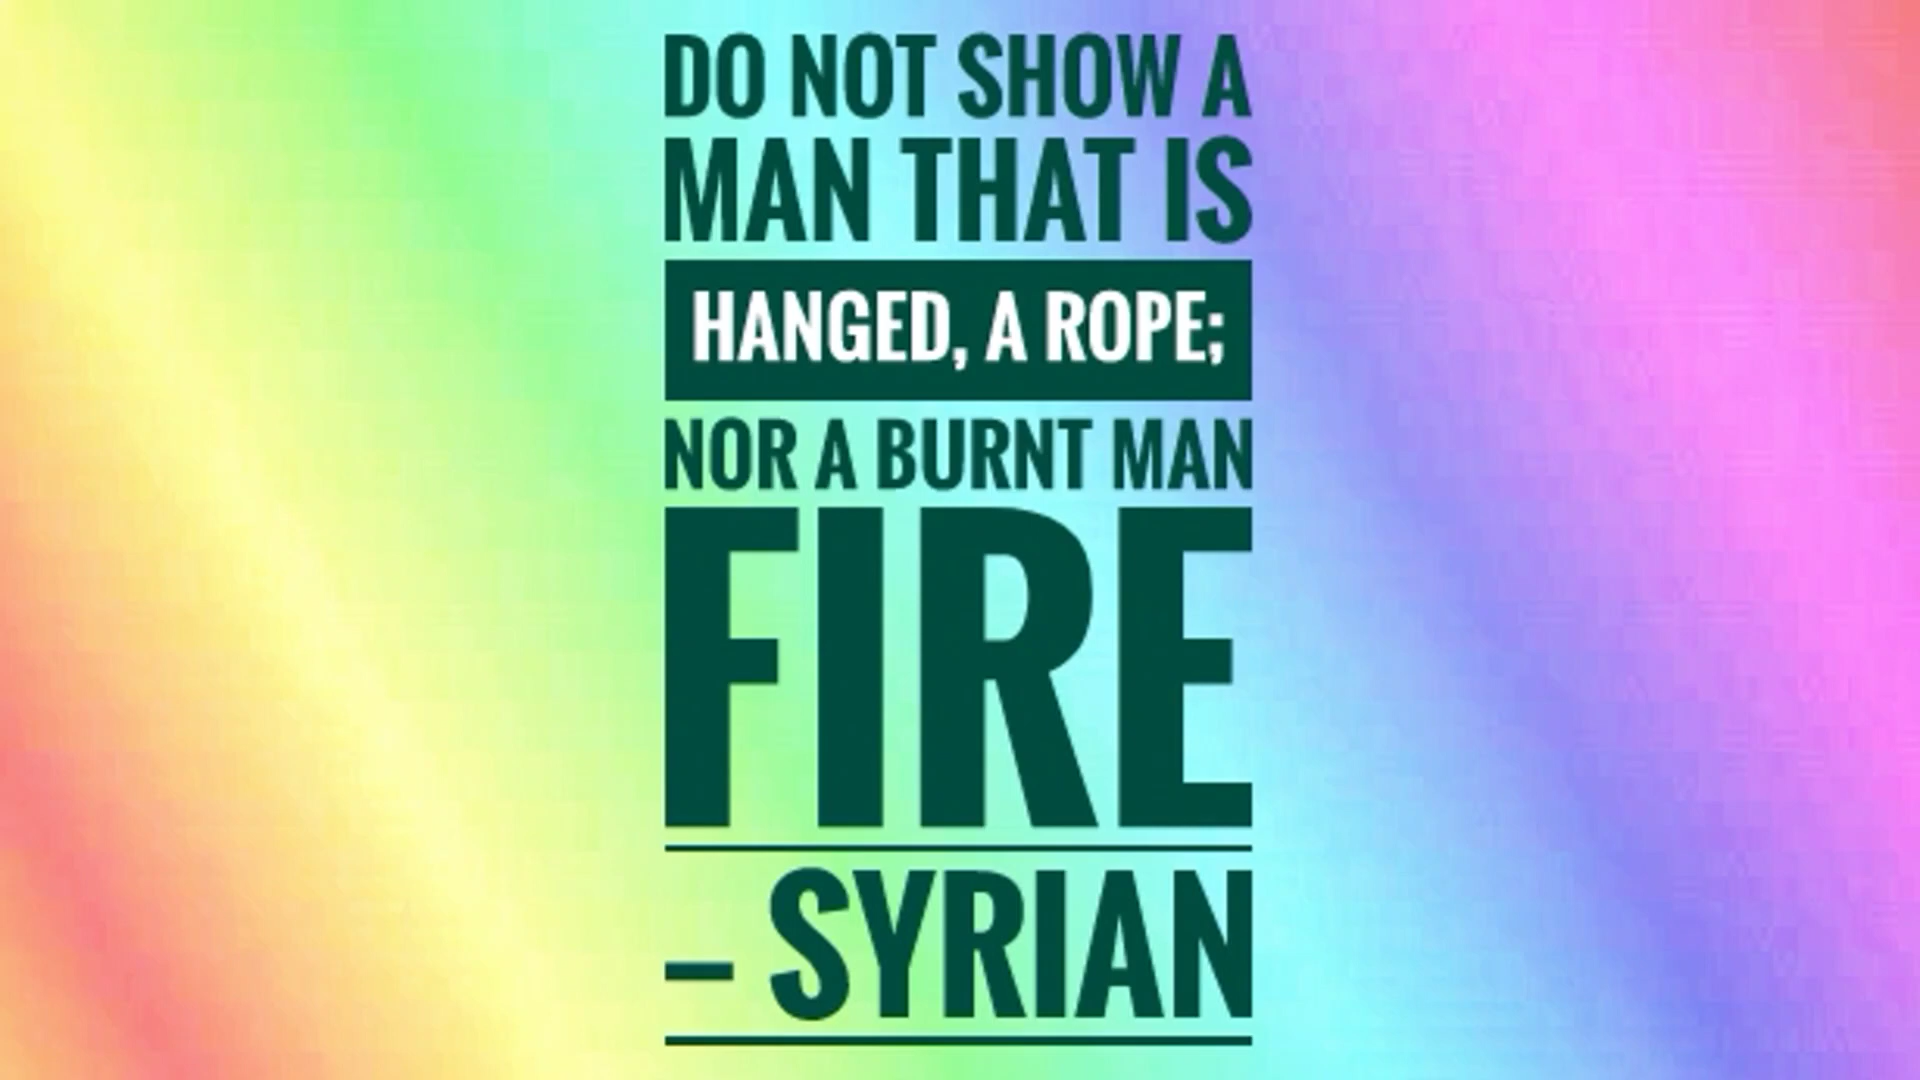 DO NOT SHOW A
MAN THAT IS
HANGED, A ROPE;
NOR A BURNT MAN
FIRE
– SYRIAN